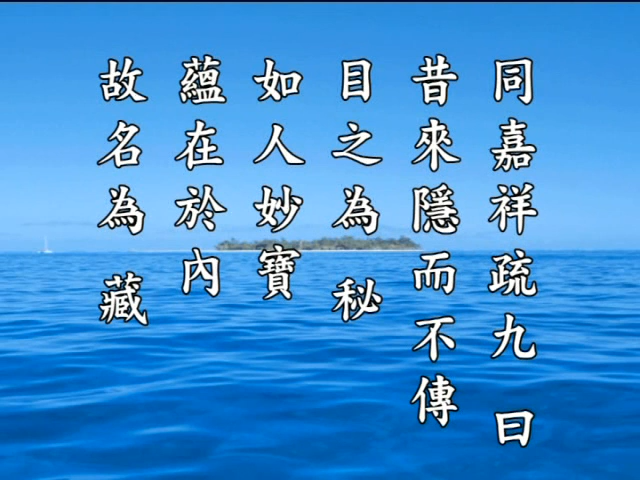 同嘉祥疏九 曰
昔來隱而不傳
目之為 秘
如人妙寶
蘊在於內
故名為 藏